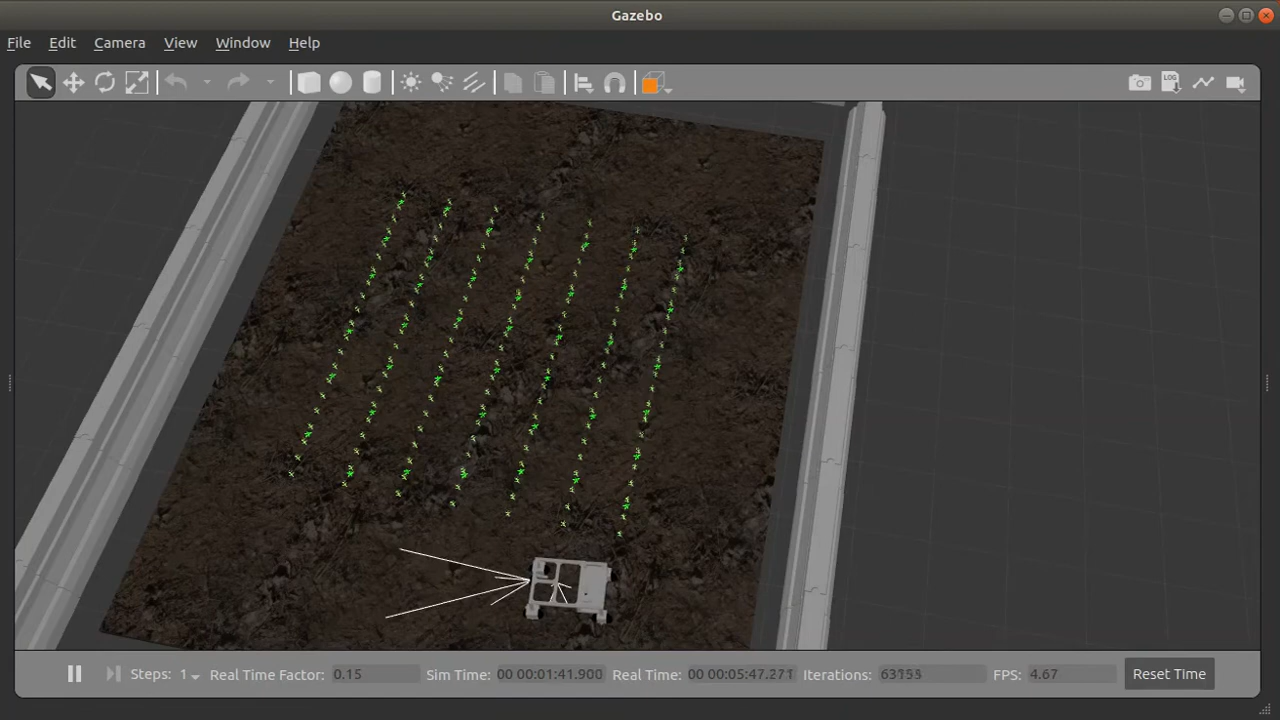 Gazebo
File Edit Camera View Window Help
LOG
Steps: 1 Real Time Factor: 0.15 Sim Time: 00 00:01:41.900 Real Time: 00 00:05:47.271 Iterations: FPS: 4.67 Reset Time